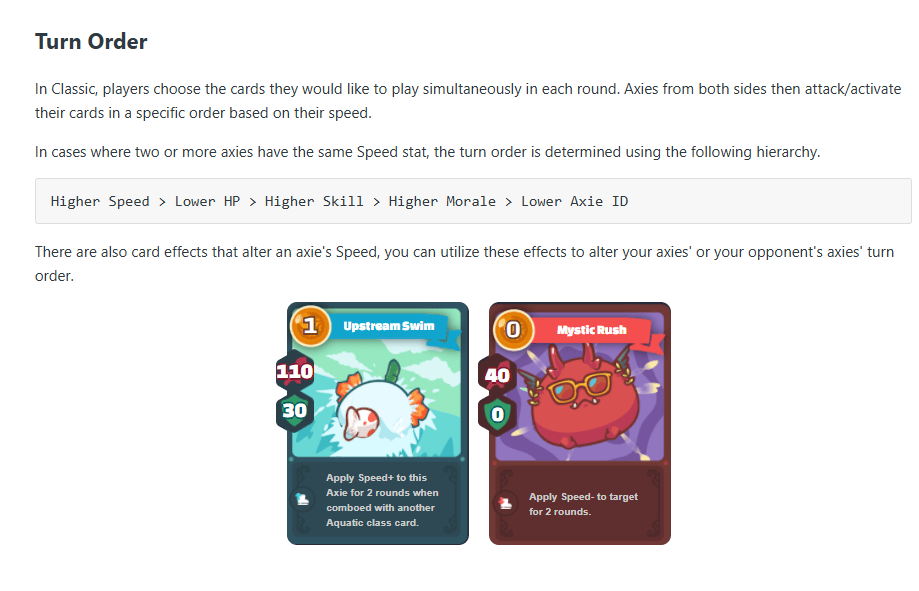 Turn Order
In Classic, players choose the cards they would like to play simultaneously in each round. Axies from both sides then attack/activate
their cards in a specific order based on their speed.
In cases where two or more axies have the same Speed stat, the turn order is determined using the following hierarchy.
Higher Speed > Lower HP > Higher Skill > Higher Morale > Lower Axie ID
There are also card effects that alter an axie's Speed, you can utilize these effects to alter your axies' or your opponent's axies' turn
order.
1
Upstream Swim
110
30
Apply Speed+ to this
Axie for 2 rounds when
comboed with another
Aquatic class card.
0
Mystic Rush
40
0
Apply Speed- to target
for 2 rounds.